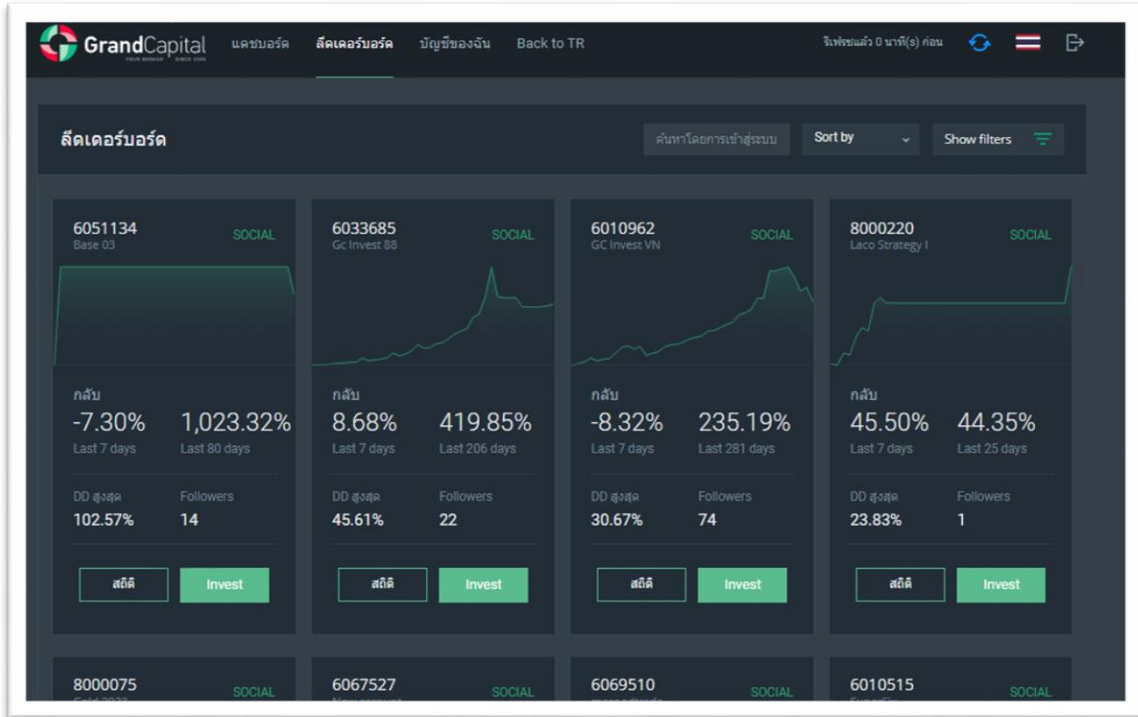 GrandCapital
แดชบอร์ด ลีดเดอร์บอร์ด บัญชีของฉัน Back to TR รีเฟรชแล้ว 0 นาที(s) ก่อน
ลีดเดอร์บอร์ด ค้นหาโดยการเข้าสู่ระบบ Sort by Show filters
6051134 SOCIAL 6033685 SOCIAL 6010962 SOCIAL 8000220 SOCIAL
Base 03 Gc Invest 88 GC Invest VN Laco Strategy I
กลับ กลับ กลับ กลับ
-7.30% 1,023.32% 8.68% 419.85% -8.32% 235.19% 45.50% 44.35%
Last 7 days Last 80 days Last 7 days Last 206 days Last 7 days Last 281 days Last 7 days Last 25 days
DD สูงสุด Followers DD สูงสุด Followers DD สูงสุด Followers DD สูงสุด Followers
102.57% 14 45.61% 22 30.67% 74 23.83% 1
สถิติ Invest สถิติ Invest สถิติ Invest สถิติ Invest
8000075 SOCIAL 6067527 SOCIAL 6069510 SOCIAL 6010515 SOCIAL